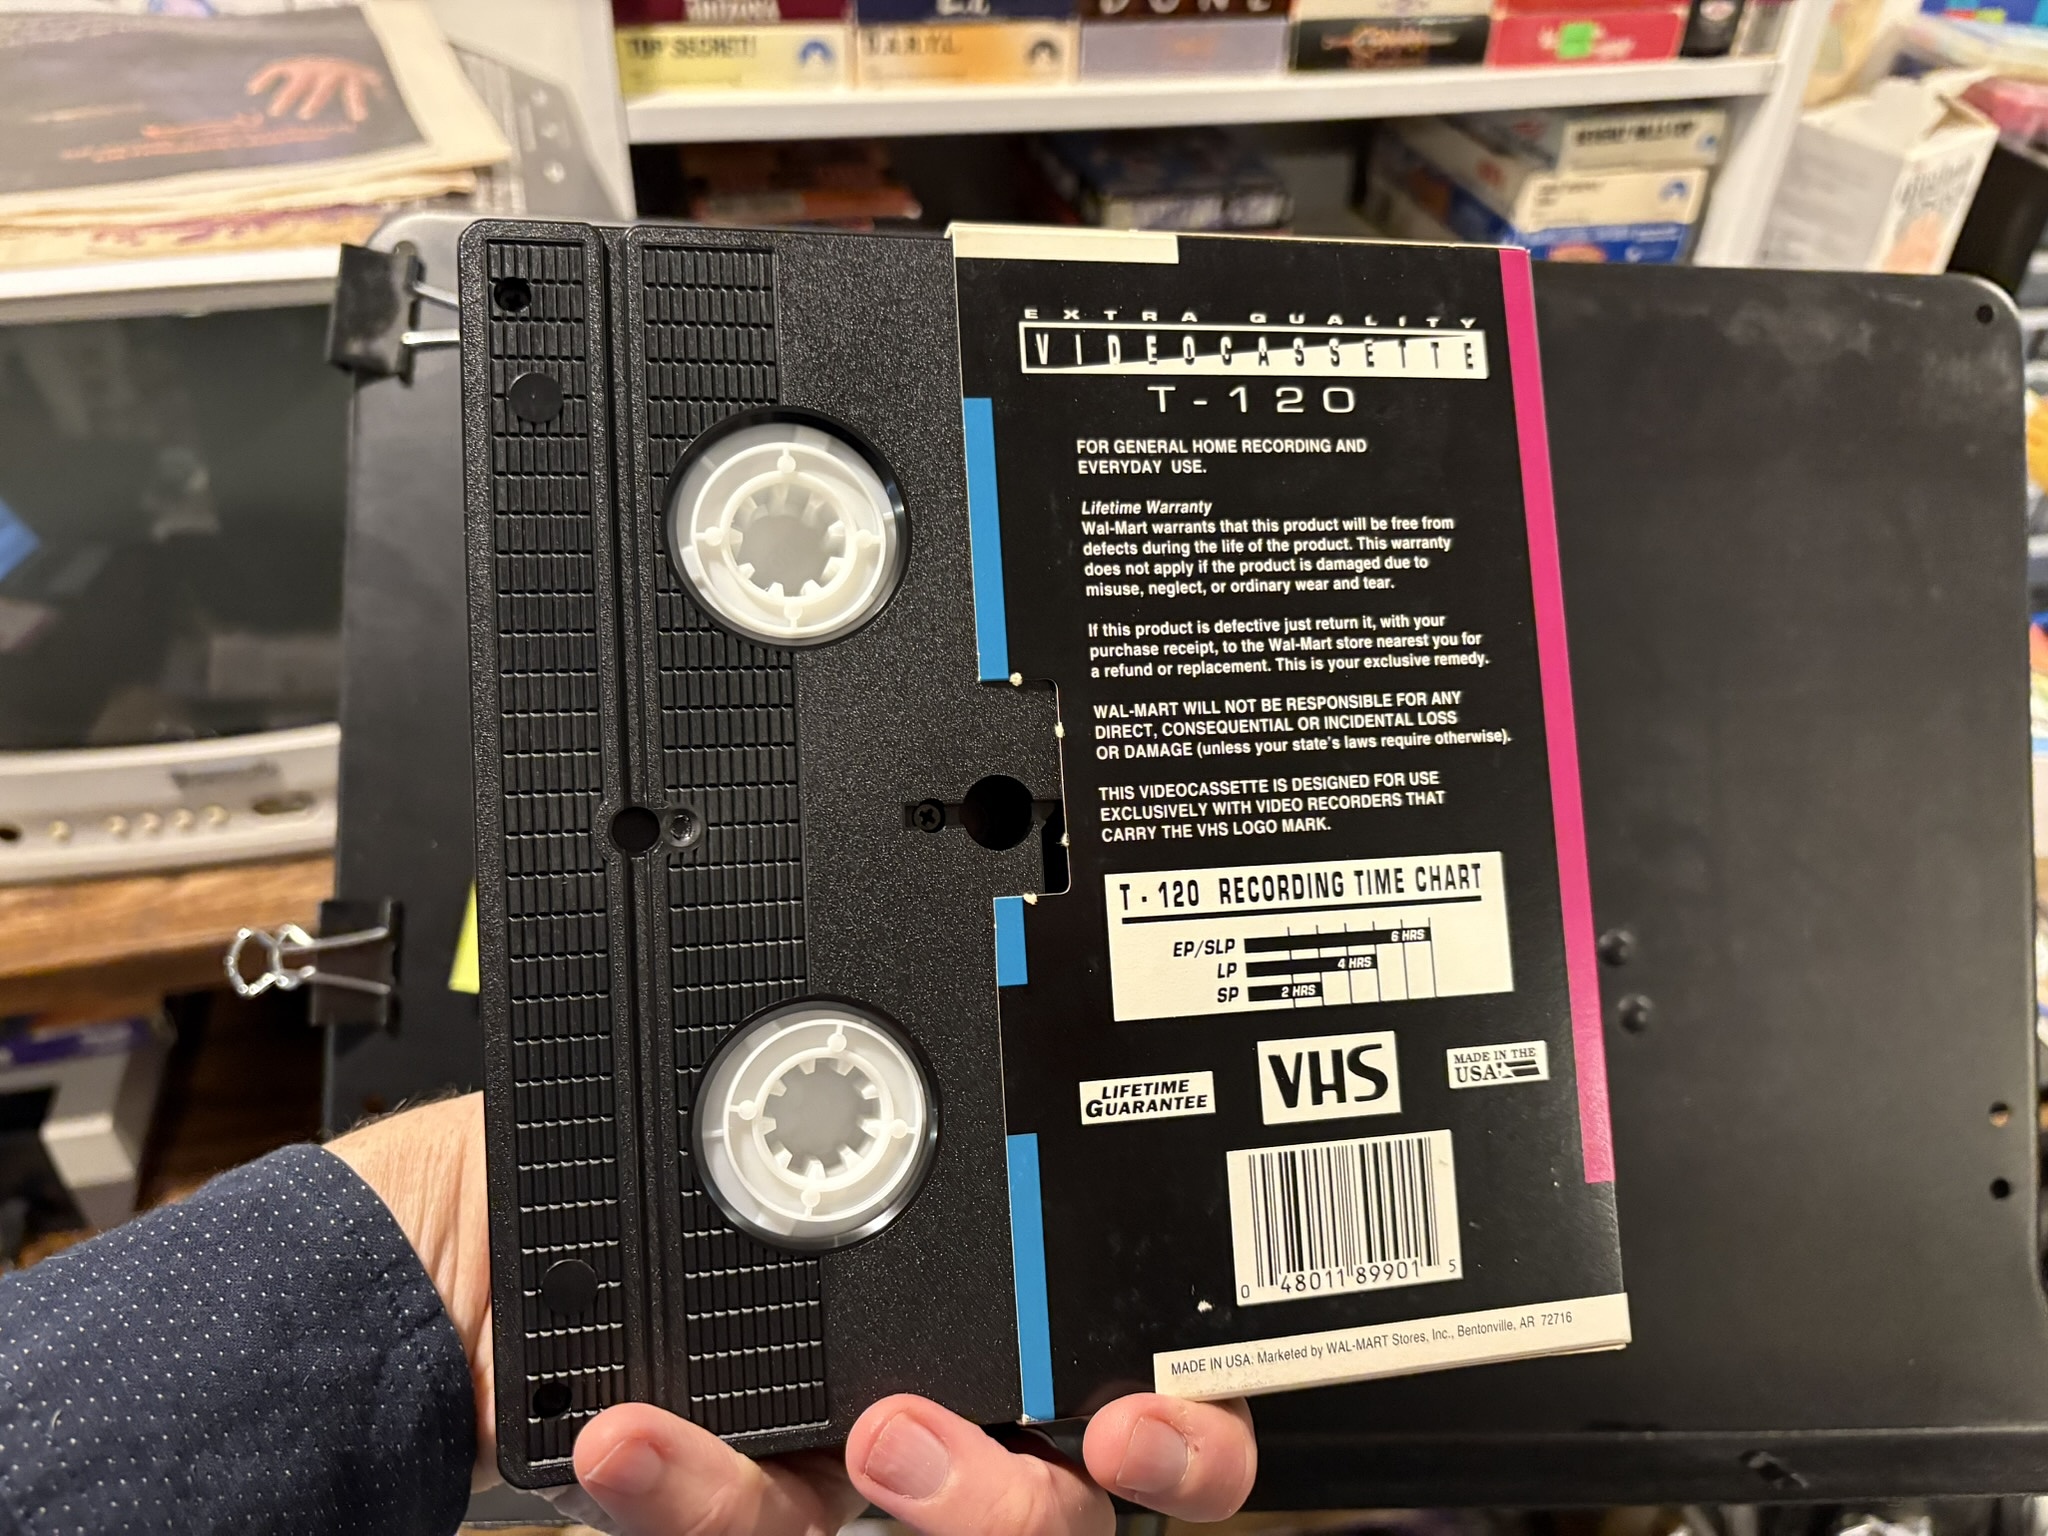 ARIZONA
DUNE
TOP SECRET!
D.A.R.Y.L.
EXTRA QUALITY
VIDEOCASSETTE
T-120
FOR GENERAL HOME RECORDING AND
EVERYDAY USE.
Lifetime Warranty
Wal-Mart warrants that this product will be free from
defects during the life of the product. This warranty
does not apply if the product is damaged due to
misuse, neglect, or ordinary wear and tear.
If this product is defective just return it, with your
purchase receipt, to the Wal-Mart store nearest you for
a refund or replacement. This is your exclusive remedy.
WAL-MART WILL NOT BE RESPONSIBLE FOR ANY
DIRECT, CONSEQUENTIAL OR INCIDENTAL LOSS
OR DAMAGE (unless your state's laws require otherwise).
THIS VIDEOCASSETTE IS DESIGNED FOR USE
EXCLUSIVELY WITH VIDEO RECORDERS THAT
CARRY THE VHS LOGO MARK.
T - 120 RECORDING TIME CHART
EP/SLP 6 HRS
LP 4 HRS
SP 2 HRS
LIFETIME
GUARANTEE
VHS
MADE IN THE
USA
0 48011 89901 5
MADE IN USA: Marketed by WAL-MART Stores, Inc., Bentonville, AR 72716